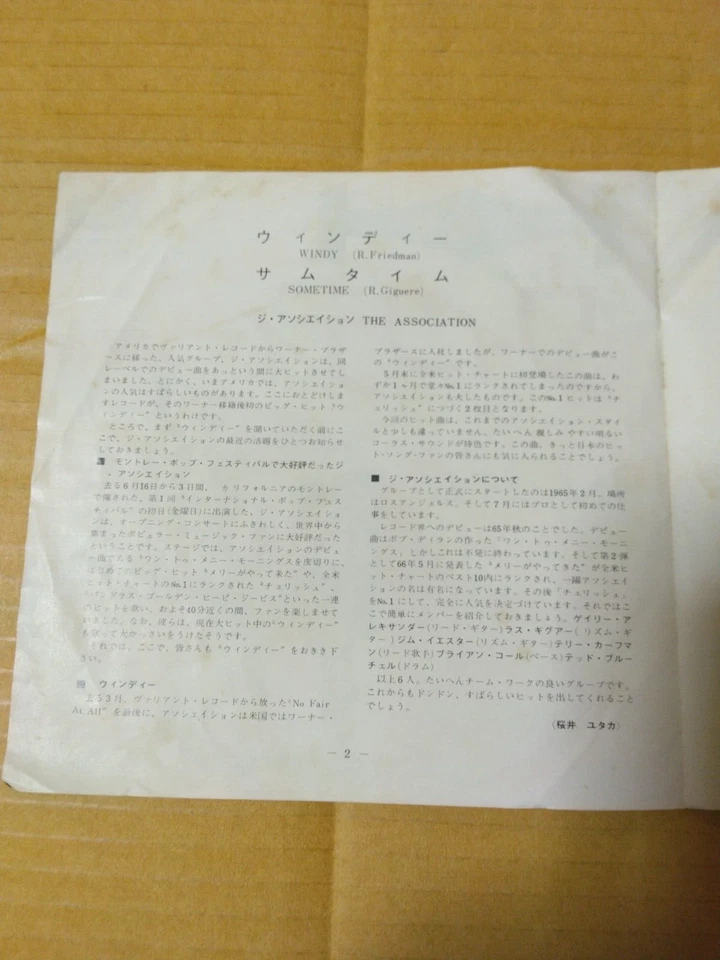 ウィンディー
WINDY (R.Friedman)
サムタイム
SOMETIME (R.Giguere)
ジ・アソシエイション THE ASSOCIATION
アメリカでヴァリアント・レコードからワーナー・ブラザ
ースに移った、人気グループ、ジ・アソシエイションは、同
レーベルでのデビュー曲をあっという間に大ヒットさせてし
まいました。とにかく、いまアメリカでは、アソシエイショ
ンの人気はすばらしいものがあります。ここにおとどけしま
すレコードが、そのワーナー移籍後初のビッグ・ヒット“ウ
ィンディー”というわけです。
ところで、まず“ウィンディー”を聞いていただく前にこ
こで、ジ・アソシエイションの最近の活躍をひとつお知らせ
しておきましょう。
■ モントレー・ポップ・フェスティバルで大好評だったジ
・アソシエイション
去る6月16日から3日間、カリフォルニアのモントレー
で催された、第1回“インターナショナル・ポップ・フェス
ティバル”の初日(金曜日)に出演した、ジ・アソシエイショ
ンは、オープニング・コンサートにふさわしく、世界中から
集まったポピュラー・ミュージック・ファンに大好評だった
ということです。ステージでは、アソシエイションのデビュ
ー曲である“ワン・トゥ・メニー・モーニングスを皮切りに、
はじめてのビッグ・ヒット“メリーがやって来た”や、全米
ヒット・チャートのNo.1にランクされた“チェリッシュ”、
“パンドラス・ゴールデン・ヒービー・ジービス”といった一連
のヒットを歌い、およそ40分近くの間、ファンを楽しませて
いました。なお、彼らは、現在大ヒット中の“ウィンディー”
も歌って大かっさいをうけたそうです。
それでは、ここで、皆さんも“ウィンディー”をおきき下
さい。
■ ウィンディー
去る3月、ヴァリアント・レコードから放った“No Fair
At All”を前後に、アソシエイションは米国ではワーナー・
ブラザースに入社しましたが、ワーナーでのデビュー曲がこ
の“ウィンディー”です。
5月末に全米ヒット・チャートに初登場したこの曲は、わ
ずか1ヶ月で堂々No.1にランクされてしまったのですから、
アソシエイションも大したものです。このNo.1ヒットは“チ
ェリッシュ”につづく2枚目となります。
今回のヒット曲は、これまでのアソシエイション・スタイ
ルと少しも違っていません。たいへん親しみやすい明るい
コーラス・サウンドが特色です。この曲、きっと日本のヒッ
ト・ソング・ファンの皆さんにも気に入られることでしょう。
■ ジ・アソシェイションについて
グループとして正式にスタートしたのは1965年2月、場所
はロスアンジェルス。そして7月にはプロとして初めての仕
事をしています。
レコード界へのデビューは65年秋のことでした。デビュー
曲はボブ・ディランの作った「ワン・トゥ・メニー・モーニ
ングス」しかしこれは不発に終わっています。そして第2弾
として66年5月に発表した“メリーがやってきた”が全米ヒ
ット・チャートのベスト10内にランクされ、一躍アソシエイ
ションの名は有名になっています。その後「チェリッシュ」
をNo.1にして、完全に人気を決定づけています。それではこ
こで簡単にメンバーを紹介しておきましょう。ゲイリー・ア
レキサンダー(リード・ギター)ラス・ギグアー(リズム・ギ
ター)ジム・イエスター(リズム・ギター)テリー・カーフマ
ン(リード歌手)ブライアン・コール(ベース)テッド・ブルー
チェル(ドラム)
以上6人。たいへんチーム・ワークの良いグループです。
これからもドンドン、すばらしいヒットを出してくれること
でしょう。
(桜井 ユタカ)
－2－